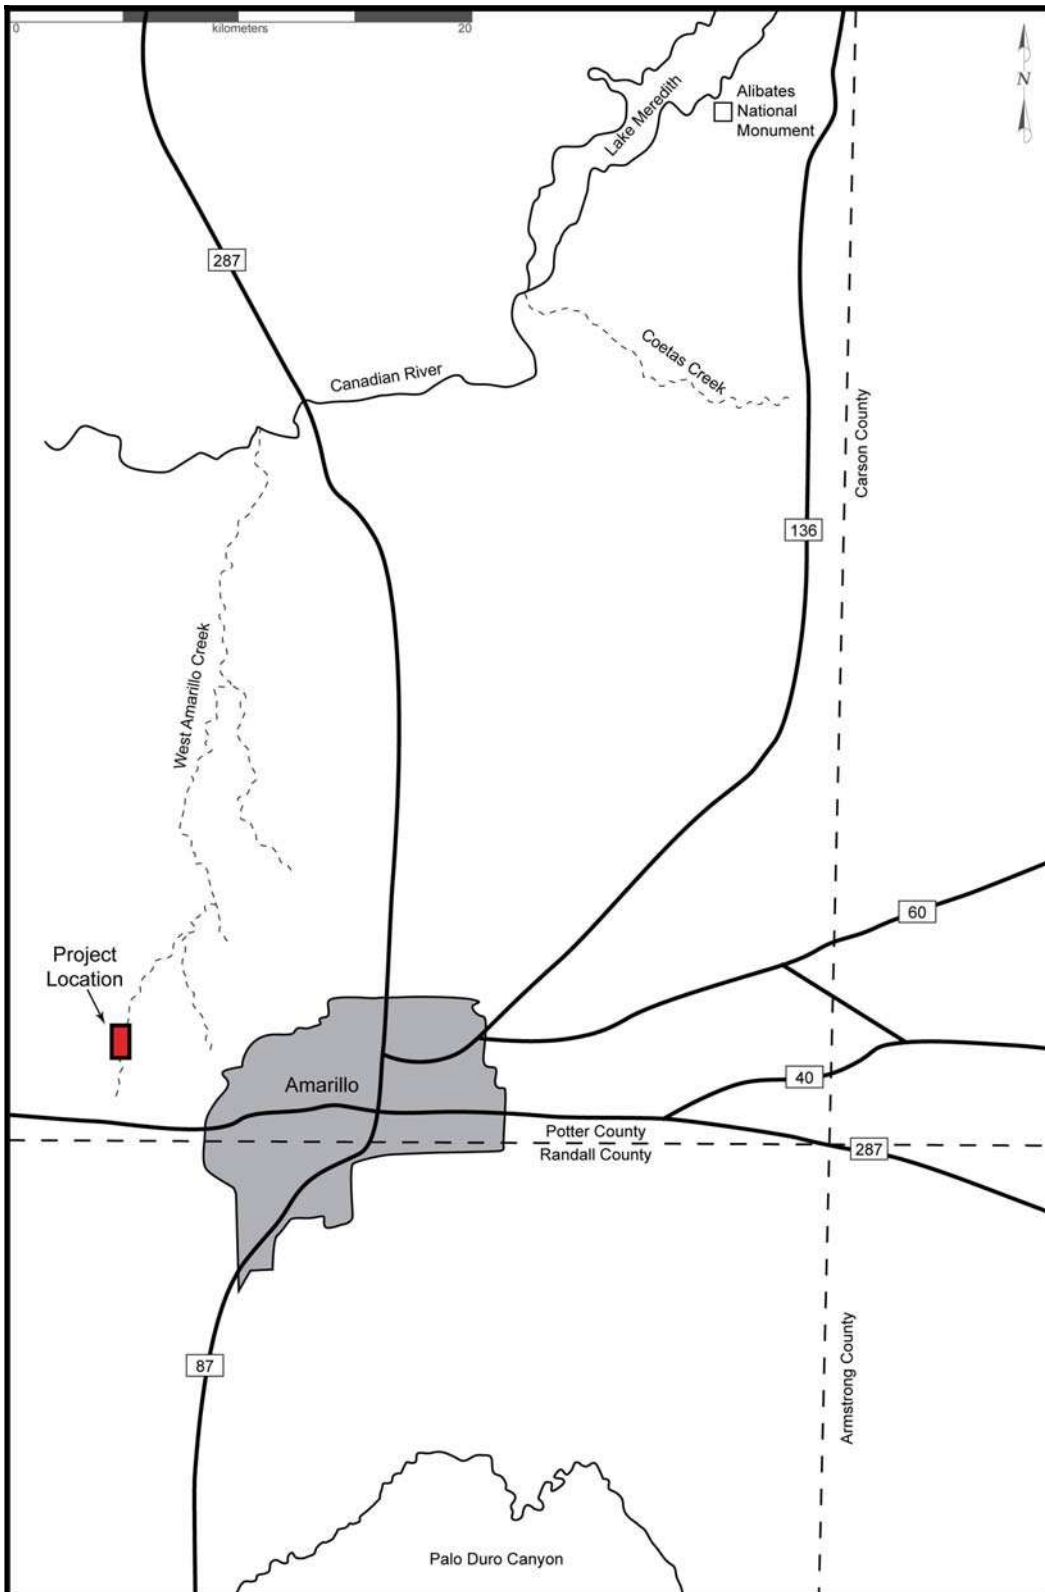 0 kilometers 20
N
Alibates
National
Monument
Lake Meredith
287
Coetas Creek
Canadian River
Carson County
136
West Amarillo Creek
60
Project
Location
40
Amarillo
Potter County
Randall County
287
87
Armstrong County
Palo Duro Canyon